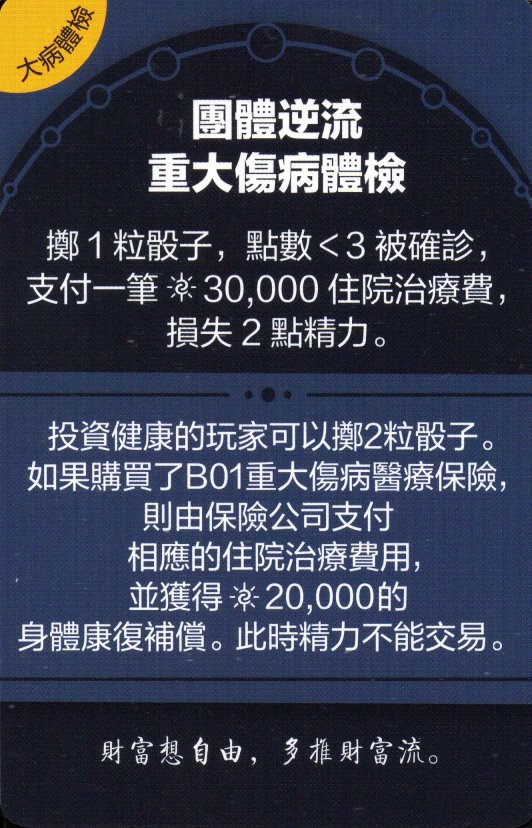 大病體檢
團體逆流
重大傷病體檢
擲 1 粒骰子，點數＜3 被確診，
支付一筆 30,000 住院治療費，
損失 2 點精力。
投資健康的玩家可以擲2粒骰子。
如果購買了B01重大傷病醫療保險，
則由保險公司支付
相應的住院治療費用，
並獲得 20,000的
身體康復補償。此時精力不能交易。
財富想自由，多推財富流。